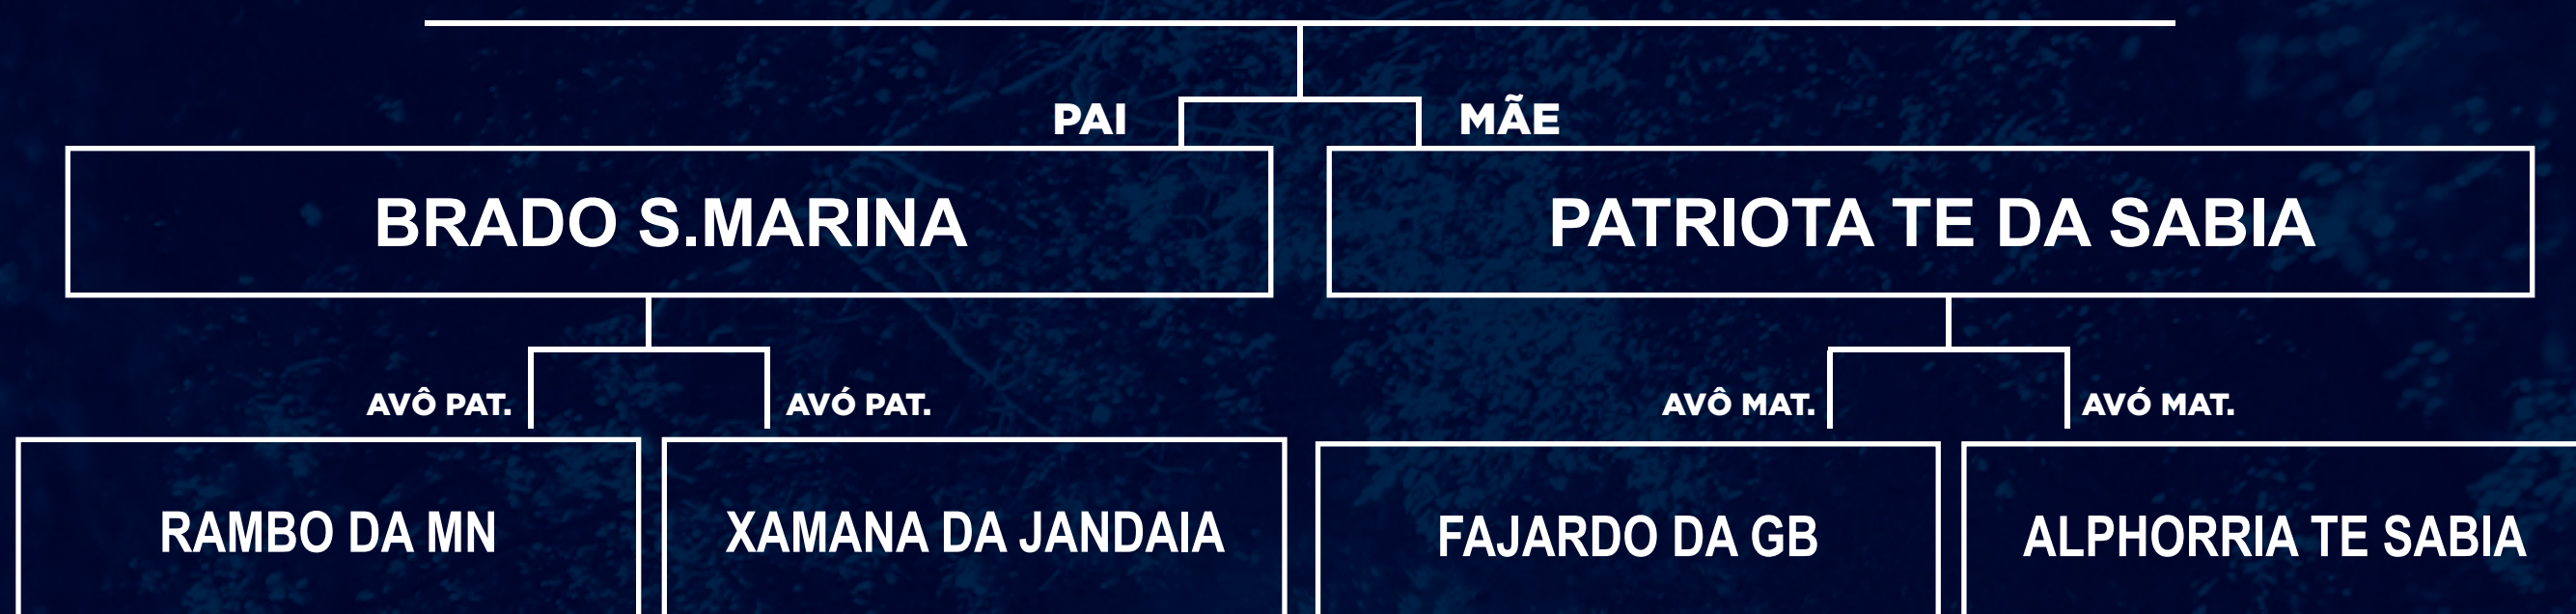 PAI
MÃE
BRADO S.MARINA
PATRIOTA TE DA SABIA
AVÔ PAT.
AVÓ PAT.
AVÔ MAT.
AVÓ MAT.
RAMBO DA MN
XAMANA DA JANDAIA
FAJARDO DA GB
ALPHORRIA TE SABIA